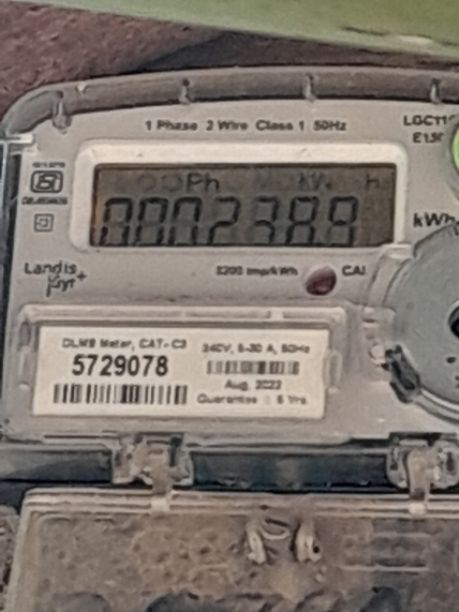 1 Phase 2 Wire Class 1 50Hz
Ph kW h
kWh
Landis
Gyr+
3200 imp/kWh CAL
DLMS Meter, CAT-C3
5729078
240V, 5-30 A, 50Hz
Aug, 2022
Guarantee : 5 Yrs.